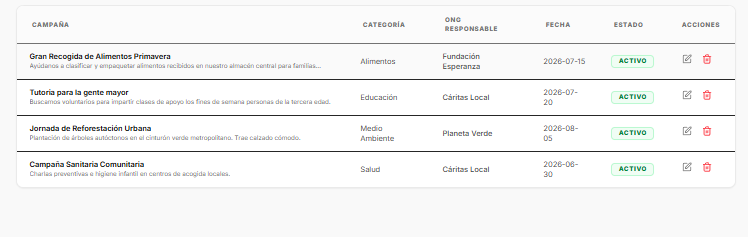 CAMPAÑA CATEGORÍA ONG RESPONSABLE FECHA ESTADO ACCIONES
Gran Recogida de Alimentos Primavera
Ayúdanos a clasificar y empaquetar alimentos recibidos en nuestro almacén central para familias...
Alimentos
Fundación
Esperanza
2026-07-15
ACTIVO
Tutoria para la gente mayor
Buscamos voluntarios para impartir clases de apoyo los fines de semana personas de la tercera edad.
Educación
Cáritas Local
2026-07-
20
ACTIVO
Jornada de Reforestación Urbana
Plantación de árboles autóctonos en el cinturón verde metropolitano. Trae calzado cómodo.
Medio
Ambiente
Planeta Verde
2026-08-
05
ACTIVO
Campaña Sanitaria Comunitaria
Charlas preventivas e higiene infantil en centros de acogida locales.
Salud
Cáritas Local
2026-06-
30
ACTIVO